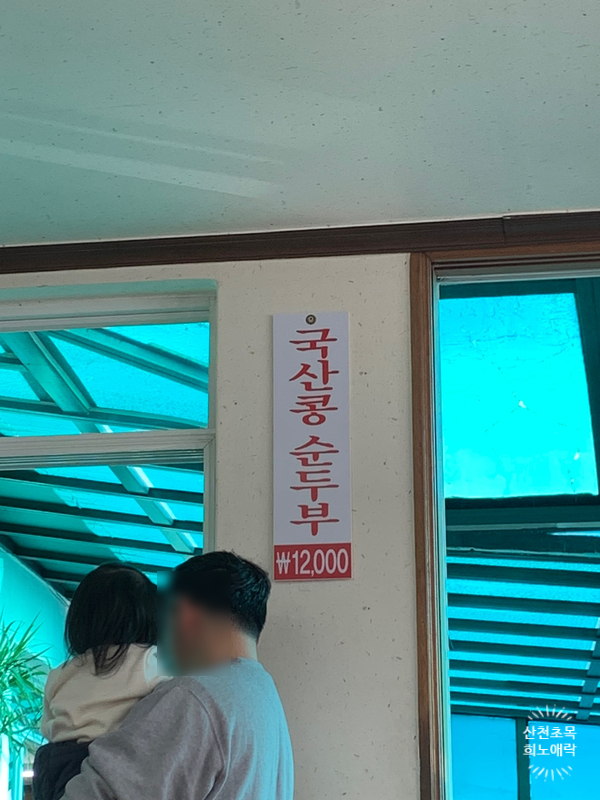 국산콩 순두부
₩12,000
산천초목
희노애락